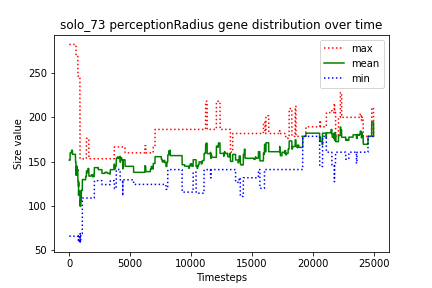 solo_73 perceptionRadius gene distribution over time
max
mean
min
Size value
250
200
150
100
50
0
5000
10000
15000
20000
25000
Timesteps